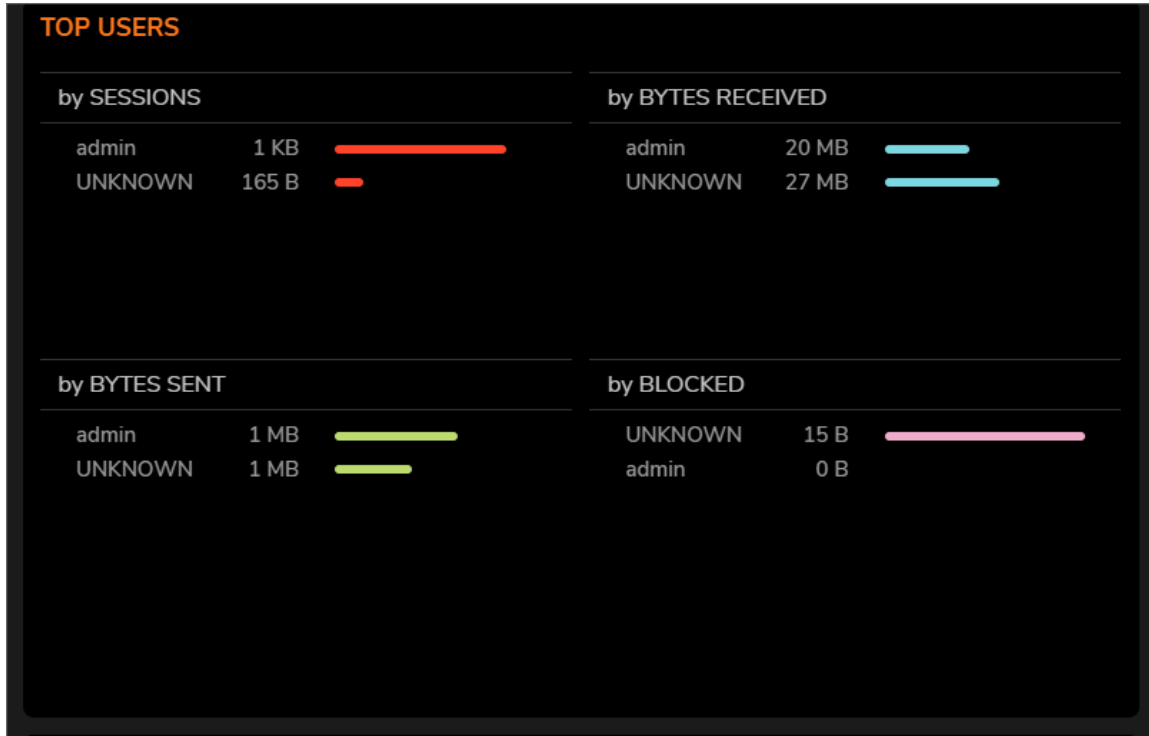 TOP USERS
by SESSIONS
admin 1 KB
UNKNOWN 165 B
by BYTES RECEIVED
admin 20 MB
UNKNOWN 27 MB
by BYTES SENT
admin 1 MB
UNKNOWN 1 MB
by BLOCKED
UNKNOWN 15 B
admin 0 B